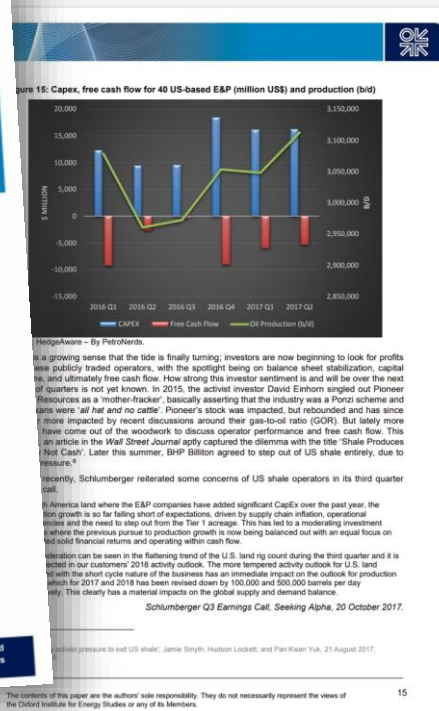 ure 15: Capex, free cash flow for 40 US-based E&P (million US$) and production (b/d)
20,000
15,000
10,000
5,000
0
-5,000
-10,000
-15,000
$ MILLION
3,150,000
3,100,000
3,050,000
3,000,000
2,950,000
2,900,000
2,850,000
B/D
2016 Q1 2016 Q2 2016 Q3 2016 Q4 2017 Q1 2017 Q2
CAPEX Free Cash Flow Oil Production (b/d)
HedgeAware – By PetroNerds.
s a growing sense that the tide is finally turning; investors are now beginning to look for profits
ese publicly traded operators, with the spotlight being on balance sheet stabilization, capital
ne, and ultimately free cash flow. How strong this investor sentiment is and will be over the next
of quarters is not yet known. In 2015, the activist investor David Einhorn singled out Pioneer
Resources as a 'mother-fracker', basically asserting that the industry was a Ponzi scheme and
xans were 'all hat and no cattle'. Pioneer's stock was impacted, but rebounded and has since
more impacted by recent discussions around their gas-to-oil ratio (GOR). But lately more
have come out of the woodwork to discuss operator performance and free cash flow. This
an article in the Wall Street Journal aptly captured the dilemma with the title 'Shale Produces
Not Cash'. Later this summer, BHP Billiton agreed to step out of US shale entirely, due to
ressure.⁸
recently, Schlumberger reiterated some concerns of US shale operators in its third quarter
call.
h America land where the E&P companies have added significant CapEx over the past year, the
tion growth is so far falling short of expectations, driven by supply chain inflation, operational
encies and the need to step out from the Tier 1 acreage. This has led to a moderating investment
where the previous pursuit to production growth is now being balanced out with an equal focus on
ed solid financial returns and operating within cash flow.
deration can be seen in the flattening trend of the U.S. land rig count during the third quarter and it is
ected in our customers' 2018 activity outlook. The more tempered activity outlook for U.S. land
nd with the short cycle nature of the business has an immediate impact on the outlook for production
which for 2017 and 2018 has been revised down by 100,000 and 500,000 barrels per day
vely. This clearly has a material impacts on the global supply and demand balance.
Schlumberger Q3 Earnings Call, Seeking Alpha, 20 October 2017.
activist pressure to exit US shale', Jamie Smyth, Hudson Lockett, and Pan Kwan Yuk, 21 August 2017,
d
s
15
The contents of this paper are the authors' sole responsibility. They do not necessarily represent the views of
the Oxford Institute for Energy Studies or any of its Members.